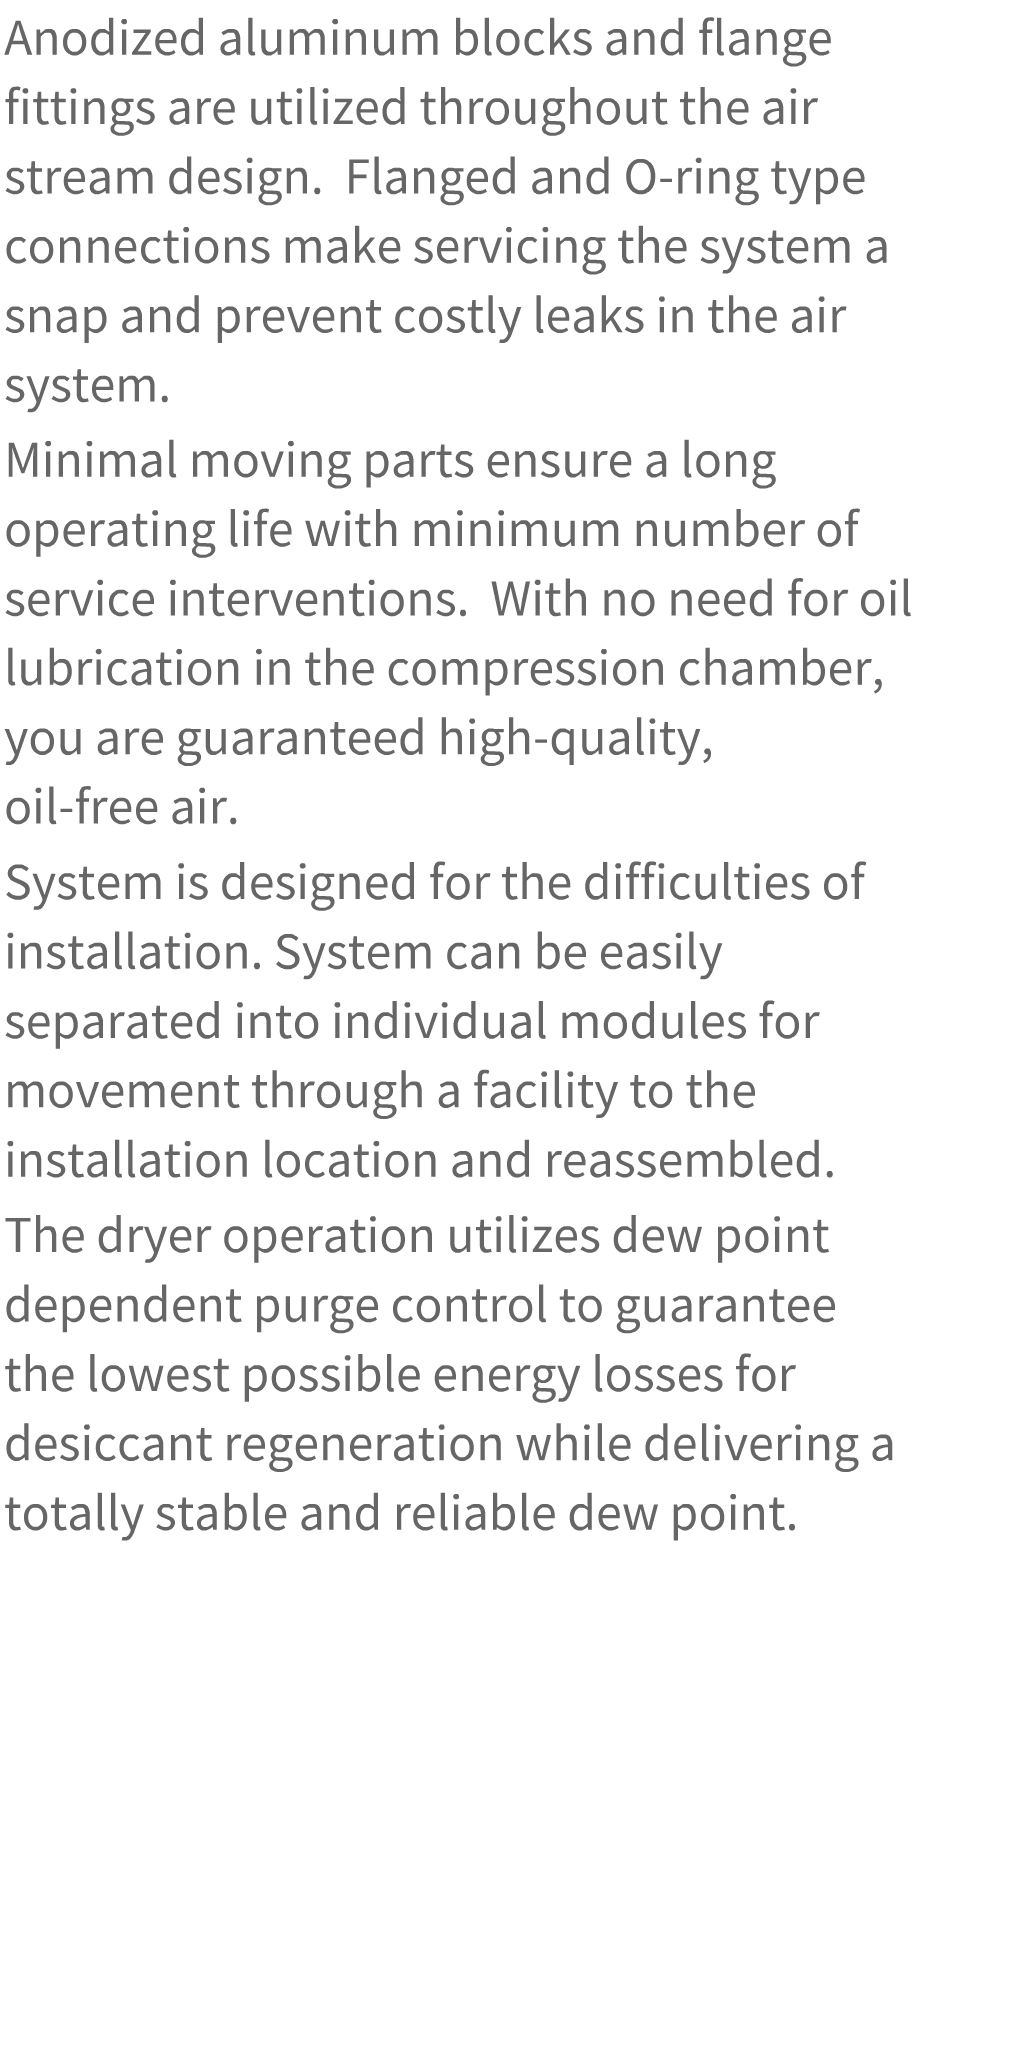 Anodized aluminum blocks and flange
fittings are utilized throughout the air
stream design.  Flanged and O-ring type
connections make servicing the system a
snap and prevent costly leaks in the air
system.
Minimal moving parts ensure a long
operating life with minimum number of
service interventions.  With no need for oil
lubrication in the compression chamber,
you are guaranteed high-quality,
oil-free air.
System is designed for the difficulties of
installation. System can be easily
separated into individual modules for
movement through a facility to the
installation location and reassembled.
The dryer operation utilizes dew point
dependent purge control to guarantee
the lowest possible energy losses for
desiccant regeneration while delivering a
totally stable and reliable dew point.